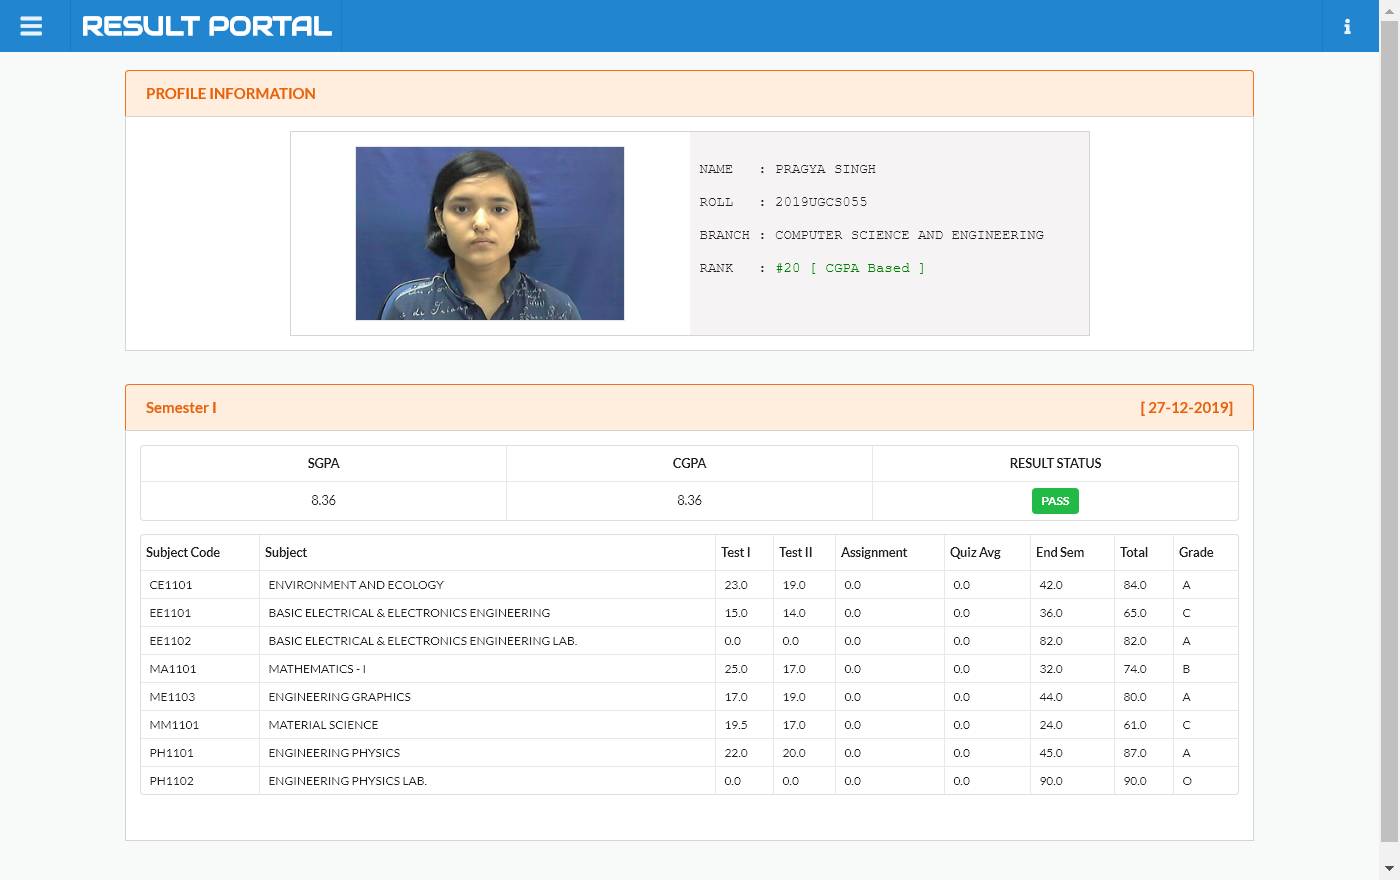 RESULT PORTAL
PROFILE INFORMATION
NAME : PRAGYA SINGH
ROLL : 2019UGCS055
BRANCH : COMPUTER SCIENCE AND ENGINEERING
RANK : #20 [ CGPA Based ]
Semester I [ 27-12-2019]
SGPA CGPA RESULT STATUS
8.36 8.36 PASS
Subject Code Subject Test I Test II Assignment Quiz Avg End Sem Total Grade
CE1101 ENVIRONMENT AND ECOLOGY 23.0 19.0 0.0 0.0 42.0 84.0 A
EE1101 BASIC ELECTRICAL & ELECTRONICS ENGINEERING 15.0 14.0 0.0 0.0 36.0 65.0 C
EE1102 BASIC ELECTRICAL & ELECTRONICS ENGINEERING LAB. 0.0 0.0 0.0 0.0 82.0 82.0 A
MA1101 MATHEMATICS - I 25.0 17.0 0.0 0.0 32.0 74.0 B
ME1103 ENGINEERING GRAPHICS 17.0 19.0 0.0 0.0 44.0 80.0 A
MM1101 MATERIAL SCIENCE 19.5 17.0 0.0 0.0 24.0 61.0 C
PH1101 ENGINEERING PHYSICS 22.0 20.0 0.0 0.0 45.0 87.0 A
PH1102 ENGINEERING PHYSICS LAB. 0.0 0.0 0.0 0.0 90.0 90.0 O